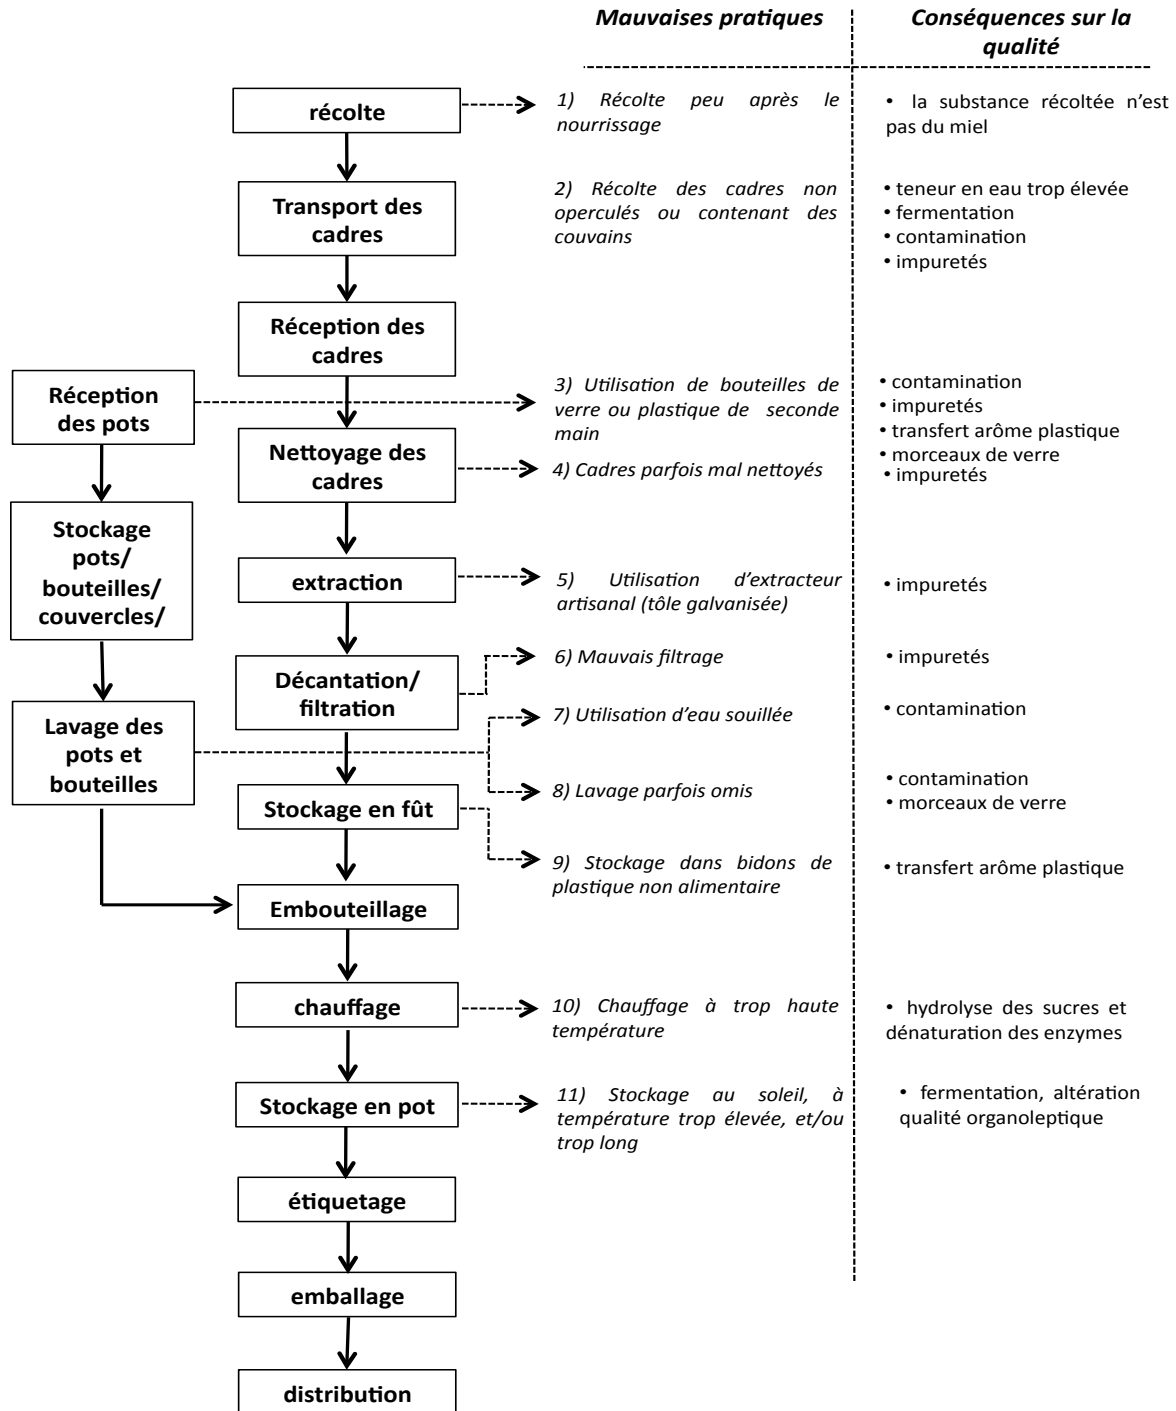 Mauvaises pratiques
Conséquences sur la
qualité
récolte
1) Récolte peu après le
nourrissage
• la substance récoltée n'est
pas du miel
Transport des
cadres
2) Récolte des cadres non
operculés ou contenant des
couvains
• teneur en eau trop élevée
• fermentation
• contamination
• impuretés
Réception des
cadres
Réception
des pots
3) Utilisation de bouteilles de
verre ou plastique de seconde
main
• contamination
• impuretés
• transfert arôme plastique
• morceaux de verre
Nettoyage des
cadres
4) Cadres parfois mal nettoyés
• impuretés
Stockage
pots/
bouteilles/
couvercles/
extraction
5) Utilisation d'extracteur
artisanal (tôle galvanisée)
• impuretés
Décantation/
filtration
6) Mauvais filtrage
• impuretés
Lavage des
pots et
bouteilles
7) Utilisation d'eau souillée
• contamination
8) Lavage parfois omis
• contamination
• morceaux de verre
Stockage en fût
9) Stockage dans bidons de
plastique non alimentaire
• transfert arôme plastique
Embouteillage
chauffage
10) Chauffage à trop haute
température
• hydrolyse des sucres et
dénaturation des enzymes
Stockage en pot
11) Stockage au soleil, à
température trop élevée, et/ou
trop long
• fermentation, altération
qualité organoleptique
étiquetage
emballage
distribution